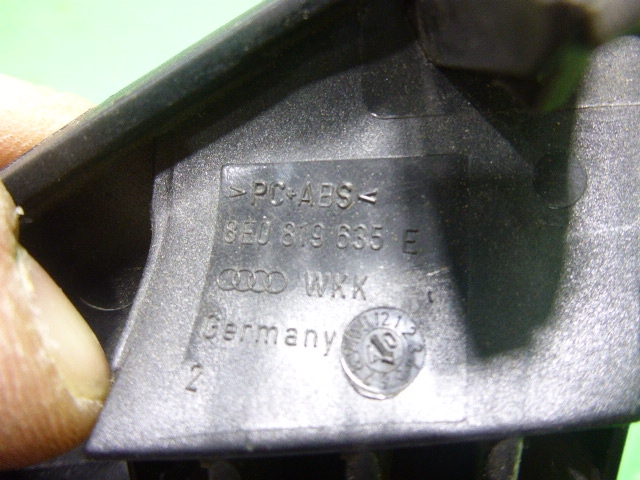 >PC+ABS<
8E0 819 635 E
WKK
Germany
2